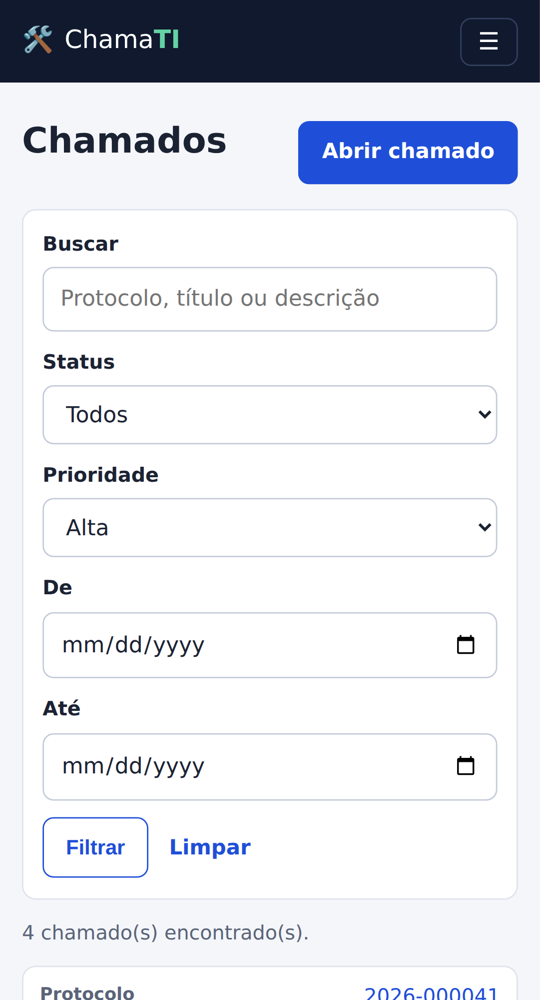 ChamaTI
☰
Chamados
Abrir chamado
Buscar
Protocolo, título ou descrição
Status
Todos
Prioridade
Alta
De
mm/dd/yyyy
Até
mm/dd/yyyy
Filtrar Limpar
4 chamado(s) encontrado(s).
Protocolo 2026-000041